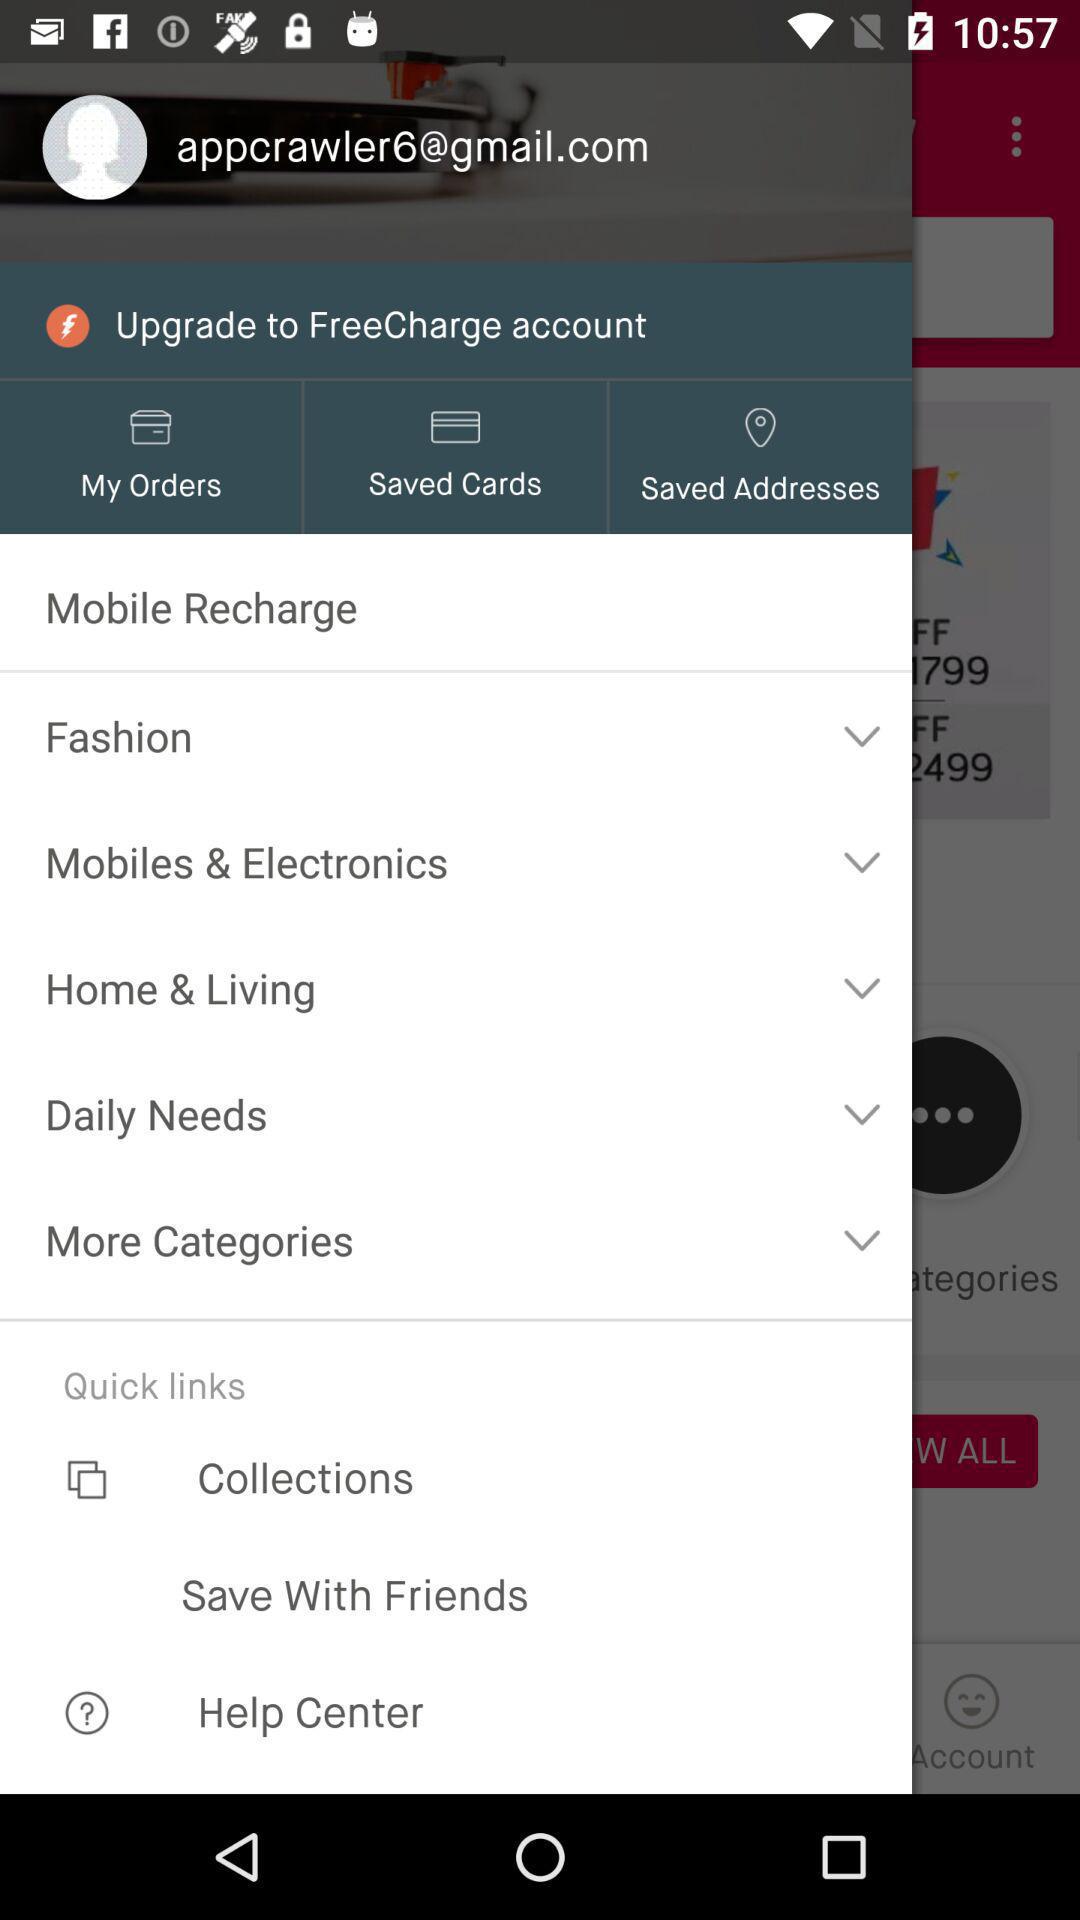 FAKE
10:57
appcrawler6@gmail.com
Upgrade to FreeCharge account
My Orders
Saved Cards
Saved Addresses
Mobile Recharge
Fashion
Mobiles & Electronics
Home & Living
Daily Needs
More Categories
Quick links
Collections
Save With Friends
Help Center
FF
1799
FF
2499
ategories
W ALL
Account